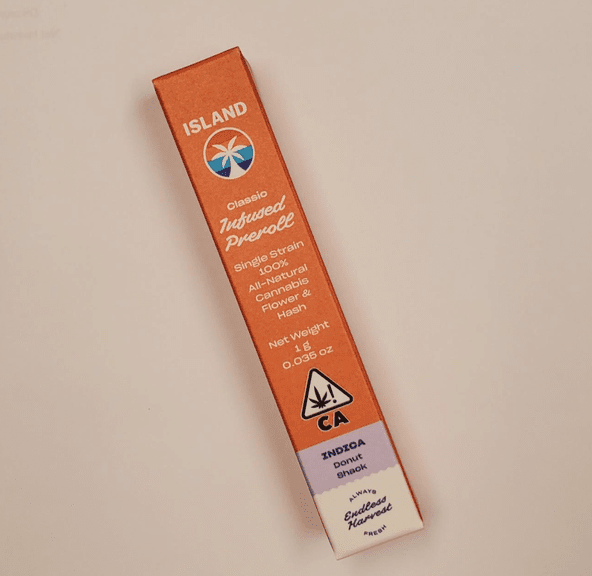 ISLAND
Classic
Infused
Preroll
Single Strain
100%
All-Natural
Cannabis
Flower &
Hash
Net Weight
1 g
0.035 oz
!
CA
INDICA
Donut
Shack
ALWAYS
Endless
Harvest
FRESH